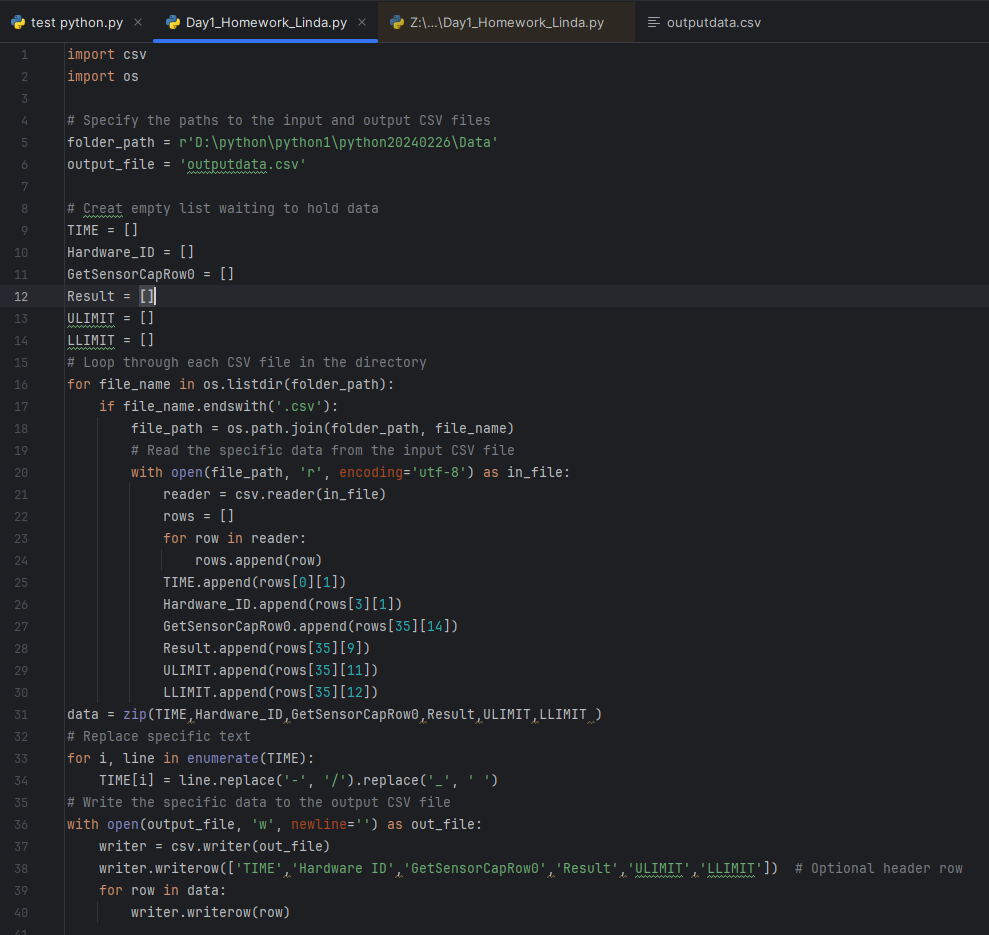 test python.py
Day1_Homework_Linda.py
Z:\...\Day1_Homework_Linda.py
outputdata.csv
1 import csv
2 import os
3
4 # Specify the paths to the input and output CSV files
5 folder_path = r'D:\python\python1\python20240226\Data'
6 output_file = 'outputdata.csv'
7
8 # Creat empty list waiting to hold data
9 TIME = []
10 Hardware_ID = []
11 GetSensorCapRow0 = []
12 Result = []
13 ULIMIT = []
14 LLIMIT = []
15 # Loop through each CSV file in the directory
16 for file_name in os.listdir(folder_path):
17     if file_name.endswith('.csv'):
18         file_path = os.path.join(folder_path, file_name)
19         # Read the specific data from the input CSV file
20         with open(file_path, 'r', encoding='utf-8') as in_file:
21             reader = csv.reader(in_file)
22             rows = []
23             for row in reader:
24                 rows.append(row)
25             TIME.append(rows[0][1])
26             Hardware_ID.append(rows[3][1])
27             GetSensorCapRow0.append(rows[35][14])
28             Result.append(rows[35][9])
29             ULIMIT.append(rows[35][11])
30             LLIMIT.append(rows[35][12])
31 data = zip(TIME,Hardware_ID,GetSensorCapRow0,Result,ULIMIT,LLIMIT )
32 # Replace specific text
33 for i, line in enumerate(TIME):
34     TIME[i] = line.replace('-', '/').replace('_', ' ')
35 # Write the specific data to the output CSV file
36 with open(output_file, 'w', newline='') as out_file:
37     writer = csv.writer(out_file)
38     writer.writerow(['TIME','Hardware ID','GetSensorCapRow0','Result','ULIMIT','LLIMIT'])  # Optional header row
39     for row in data:
40         writer.writerow(row)
41